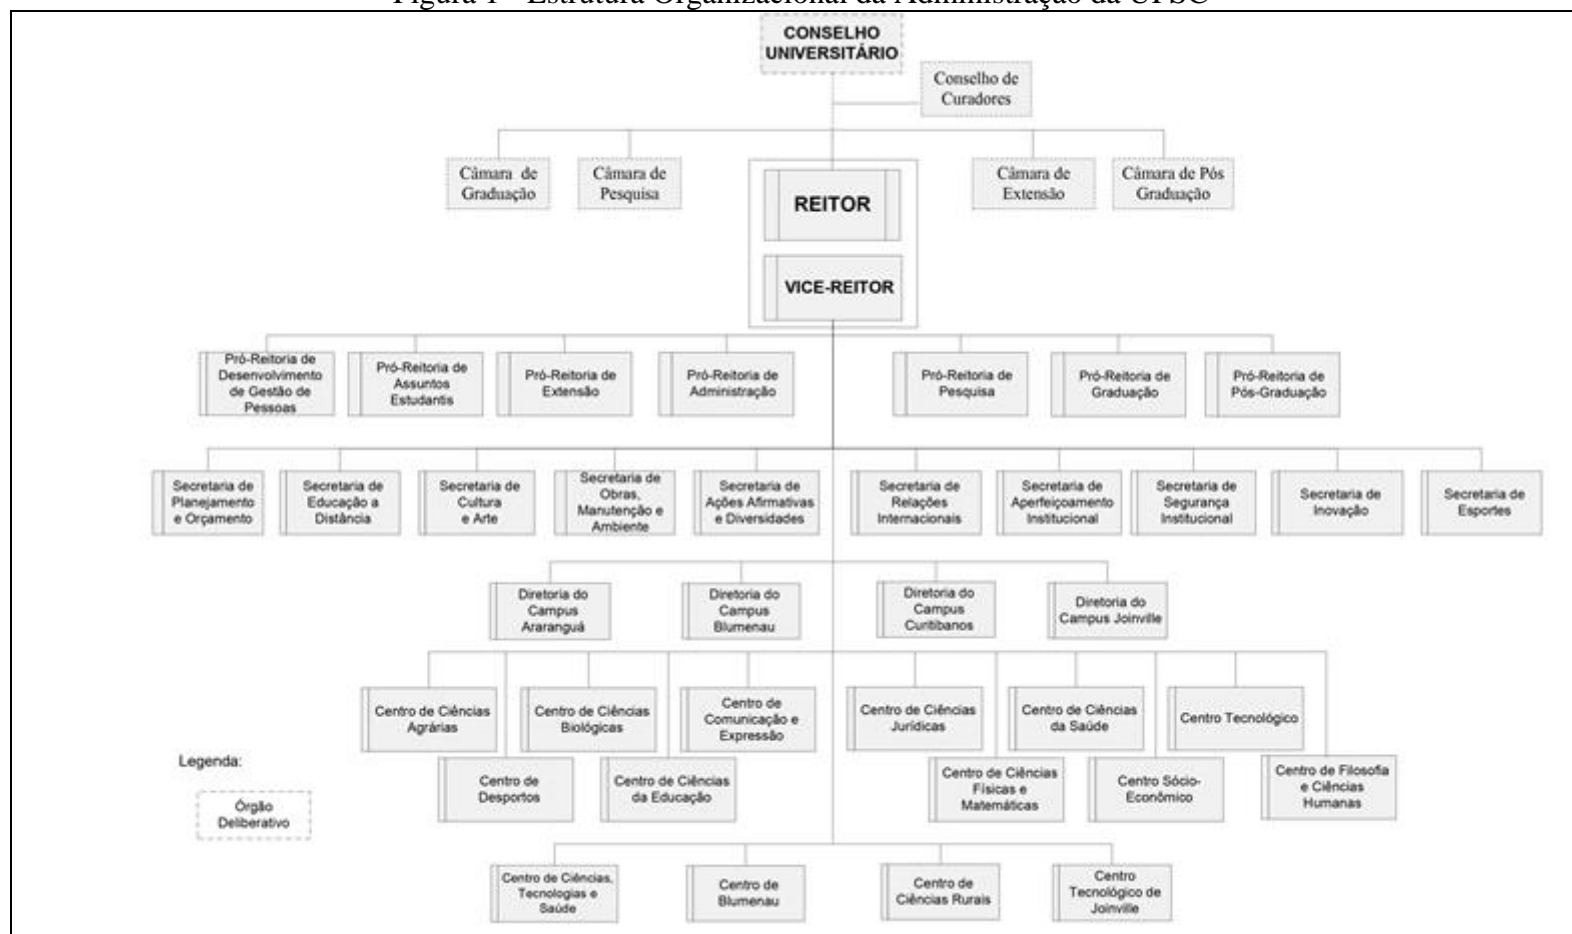 Figura 1 - Estrutura Organizacional da Administração da UFSC
CONSELHO
UNIVERSITÁRIO
Conselho de
Curadores
Câmara de
Graduação
Câmara de
Pesquisa
Câmara de
Extensão
Câmara de Pós
Graduação
REITOR
VICE-REITOR
Pró-Reitoria de
Desenvolvimento
de Gestão de
Pessoas
Pró-Reitoria de
Assuntos
Estudantis
Pró-Reitoria de
Extensão
Pró-Reitoria de
Administração
Pró-Reitoria de
Pesquisa
Pró-Reitoria de
Graduação
Pró-Reitoria de
Pós-Graduação
Secretaria de
Planejamento
e Orçamento
Secretaria de
Educação a
Distância
Secretaria de
Cultura
e Arte
Secretaria de
Obras,
Manutenção e
Ambiente
Secretaria de
Ações Afirmativas
e Diversidades
Secretaria de
Relações
Internacionais
Secretaria de
Aperfeiçoamento
Institucional
Secretaria de
Segurança
Institucional
Secretaria de
Inovação
Secretaria de
Esportes
Diretoria do
Campus
Araranguá
Diretoria do
Campus
Blumenau
Diretoria do
Campus
Curitibanos
Diretoria do
Campus Joinville
Centro de Ciências
Agrárias
Centro de Ciências
Biológicas
Centro de
Comunicação e
Expressão
Centro de Ciências
Jurídicas
Centro de Ciências
da Saúde
Centro Tecnológico
Centro de
Desportos
Centro de Ciências
da Educação
Centro de Ciências
Físicas e
Matemáticas
Centro Sócio-
Econômico
Centro de Filosofia
e Ciências
Humanas
Legenda:
Órgão
Deliberativo
Centro de Ciências,
Tecnologias e
Saúde
Centro de
Blumenau
Centro de
Ciências Rurais
Centro
Tecnológico de
Joinville